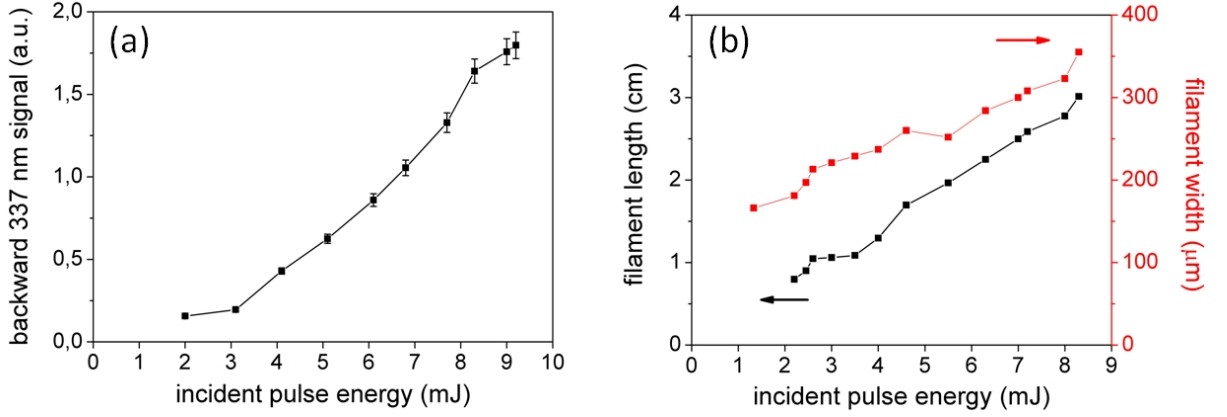 (a)
backward 337 nm signal (a.u.)
2,0
1,5
1,0
0,5
0,0
0 1 2 3 4 5 6 7 8 9 10
incident pulse energy (mJ)
(b)
filament length (cm)
4
3
2
1
0
0 1 2 3 4 5 6 7 8 9
incident pulse energy (mJ)
400
300
200
100
0
filament width (μm)